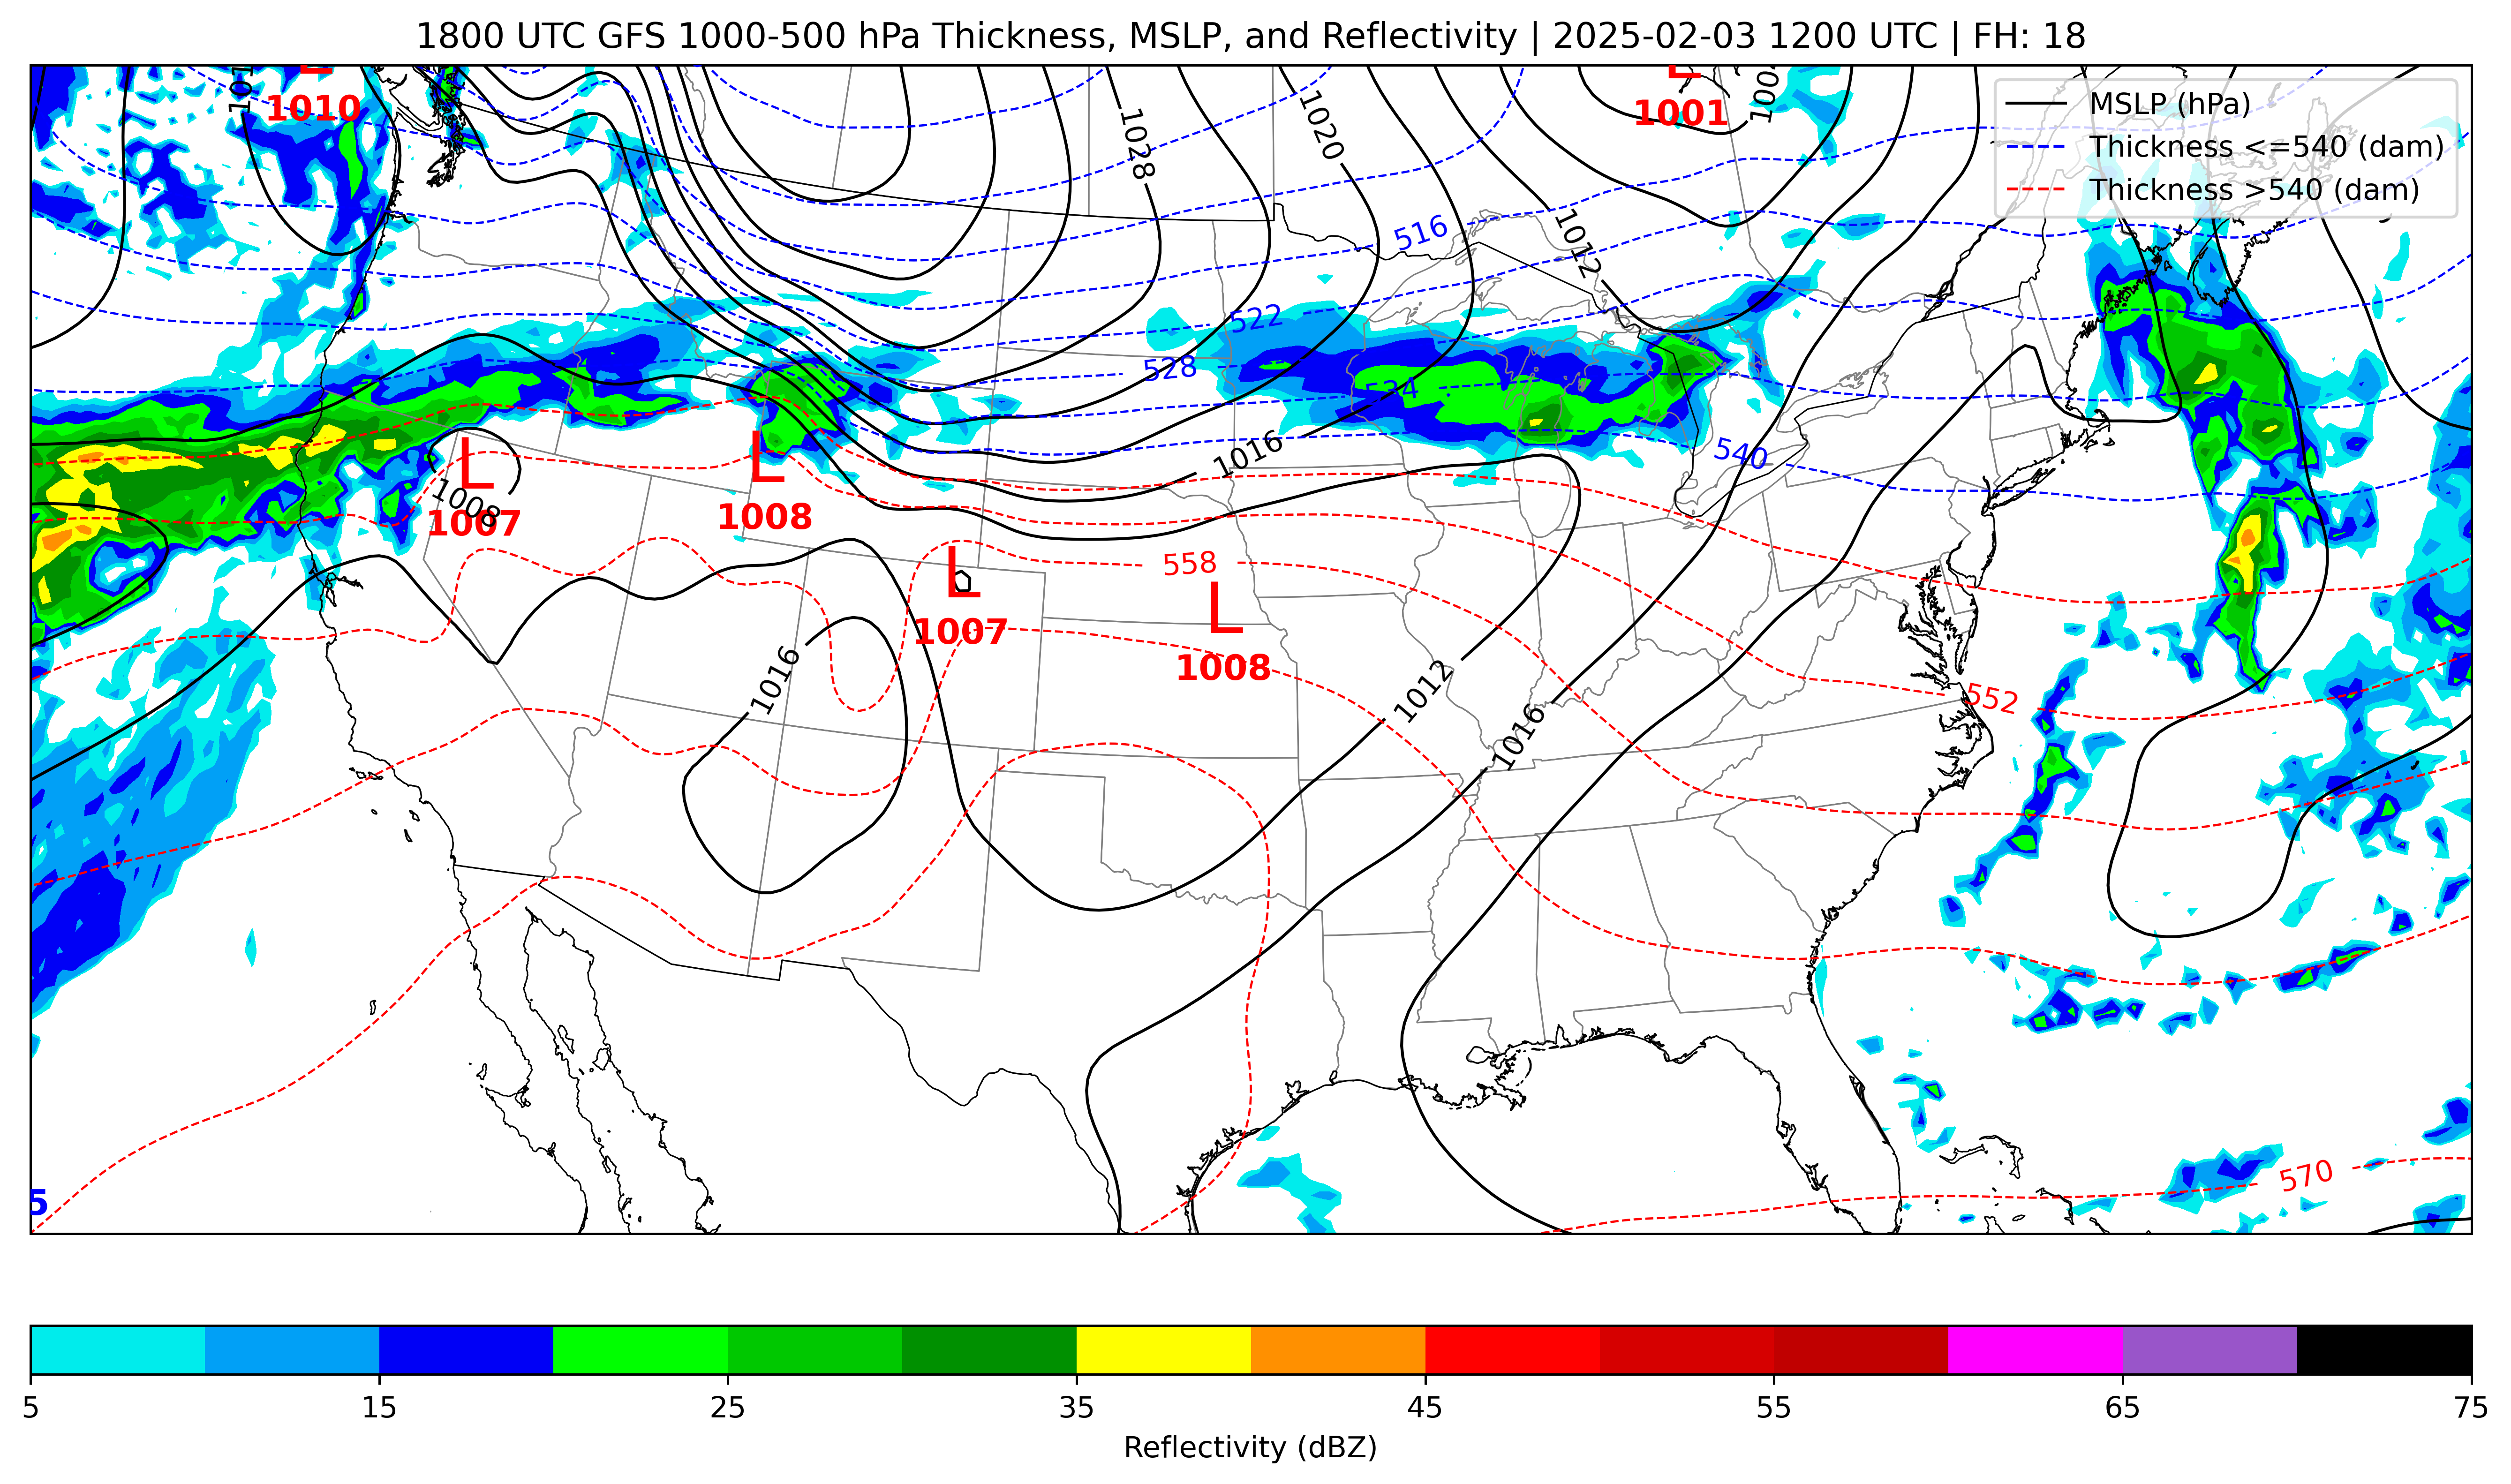 1800 UTC GFS 1000-500 hPa Thickness, MSLP, and Reflectivity | 2025-02-03 1200 UTC | FH: 18
L
1010
L
1001
1004
MSLP (hPa)
Thickness <=540 (dam)
Thickness >540 (dam)
1028
1020
1012
516
522
528
534
540
1016
L
1008
1007
L
1008
L
1007
558
L
1008
1016
1012
1016
552
570
5
5
15
25
35
45
55
65
75
Reflectivity (dBZ)